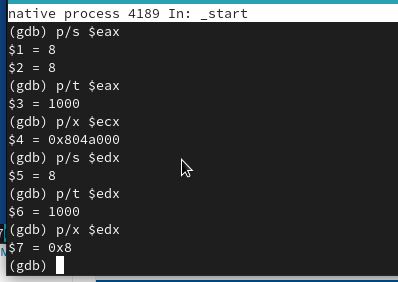 native process 4189 In: _start
(gdb) p/s $eax
$1 = 8
$2 = 8
(gdb) p/t $eax
$3 = 1000
(gdb) p/x $ecx
$4 = 0x804a000
(gdb) p/s $edx
$5 = 8
(gdb) p/t $edx
$6 = 1000
(gdb) p/x $edx
$7 = 0x8
(gdb)